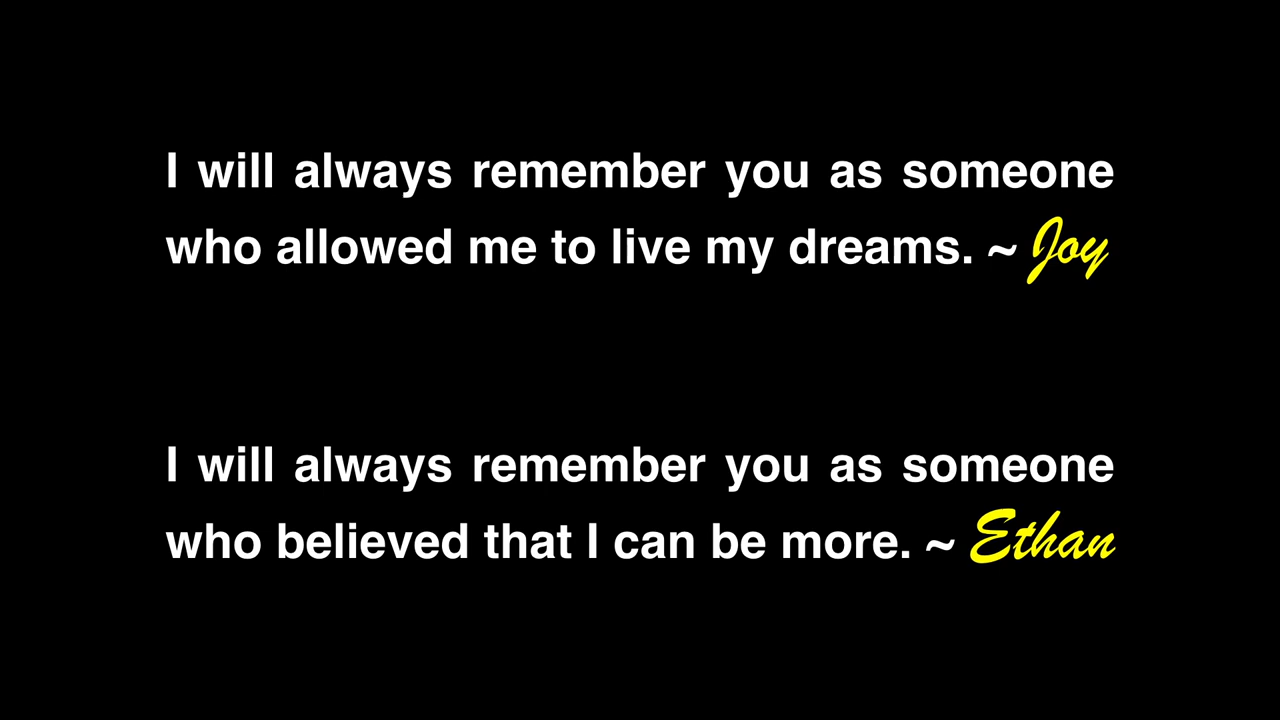 I will always remember you as someone
who allowed me to live my dreams. ~ Joy
I will always remember you as someone
who believed that I can be more. ~ Ethan